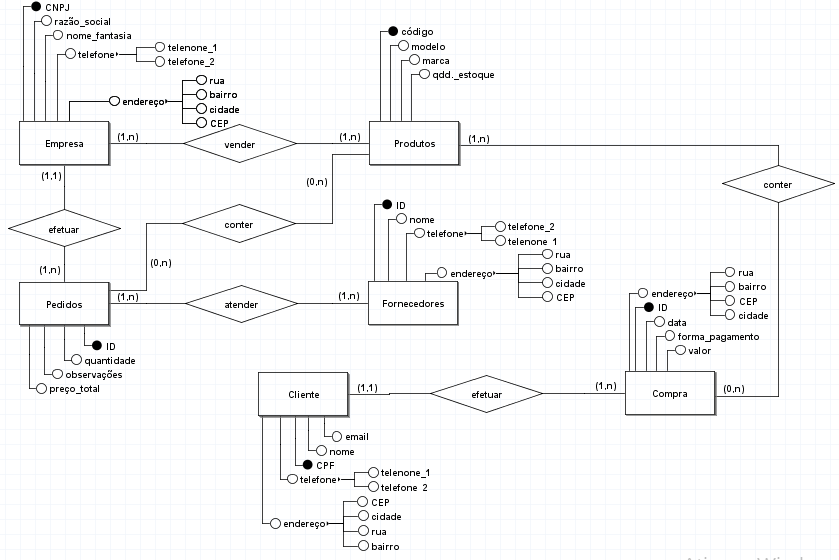 CNPJ
razão_social
nome_fantasia
telefone
telenone_1
telefone_2
endereço
rua
bairro
cidade
CEP
Empresa
(1,n)
vender
(1,n)
Produtos
código
modelo
marca
qdd._estoque
(1,n)
conter
(0,n)
(1,1)
efetuar
(1,n)
(0,n)
conter
(0,n)
Pedidos
(1,n)
atender
(1,n)
Fornecedores
ID
nome
telefone
telefone_2
telenone 1
endereço
rua
bairro
cidade
CEP
ID
quantidade
observações
preço_total
endereço
rua
bairro
CEP
cidade
ID
data
forma_pagamento
valor
Cliente
(1,1)
efetuar
(1,n)
Compra
email
nome
CPF
telefone
telenone_1
telefone 2
endereço
CEP
cidade
rua
bairro